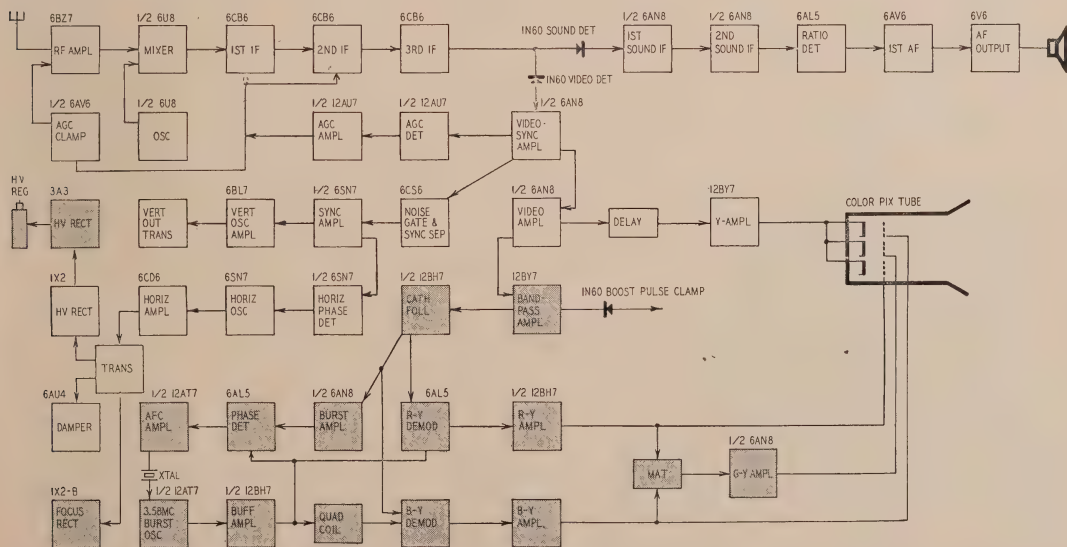 6BZ7
RF AMPL
1/2 6U8
MIXER
6CB6
1ST IF
6CB6
2ND IF
6CB6
3RD IF
IN60 SOUND DET
1/2 6AN8
1ST
SOUND IF
1/2 6AN8
2ND
SOUND IF
6AL5
RATIO
DET
6AV6
1ST AF
6V6
AF
OUTPUT
IN60 VIDEO DET
1/2 6AV6
AGC
CLAMP
1/2 6U8
OSC
1/2 12AU7
AGC
AMPL
1/2 12AU7
AGC
DET
1/2 6AN8
VIDEO-
SYNC
AMPL
HV
REG
3A3
HV RECT
VERT
OUT
TRANS
6BL7
VERT
OSC
AMPL
1/2 6SN7
SYNC
AMPL
6CS6
NOISE
GATE &
SYNC SEP
1/2 6AN8
VIDEO
AMPL
DELAY
12BY7
Y-AMPL
COLOR PIX TUBE
1X2
HV RECT
6CD6
HORIZ
AMPL
6SN7
HORIZ
OSC
1/2 6SN7
HORIZ
PHASE
DET
1/2 12BH7
CATH
FOLL
12BY7
BAND-
PASS
AMPL
IN60 BOOST PULSE CLAMP
TRANS
6AU4
DAMPER
1/2 12AT7
AFC
AMPL
6AL5
PHASE
DET
1/2 6AN8
BURST
AMPL
6AL5
R-Y
DEMOD
1/2 12BH7
R-Y
AMPL
1/2 6AN8
MAT
G-Y AMPL
XTAL
1X2-B
FOCUS
RECT
1/2 12AT7
3.58MC
BURST
OSC
1/2 12BH7
BUFF
AMPL
QUAD
COIL
B-Y
DEMOD
B-Y
AMPL